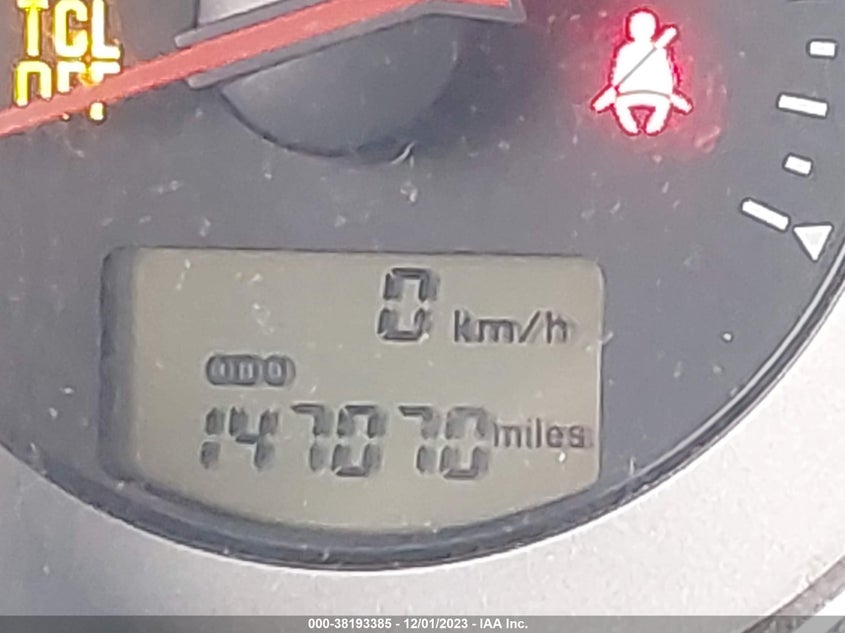 TCL
OFF
0 km/h
ODO
147070 miles
000-38193385 - 12/01/2023 - IAA Inc.